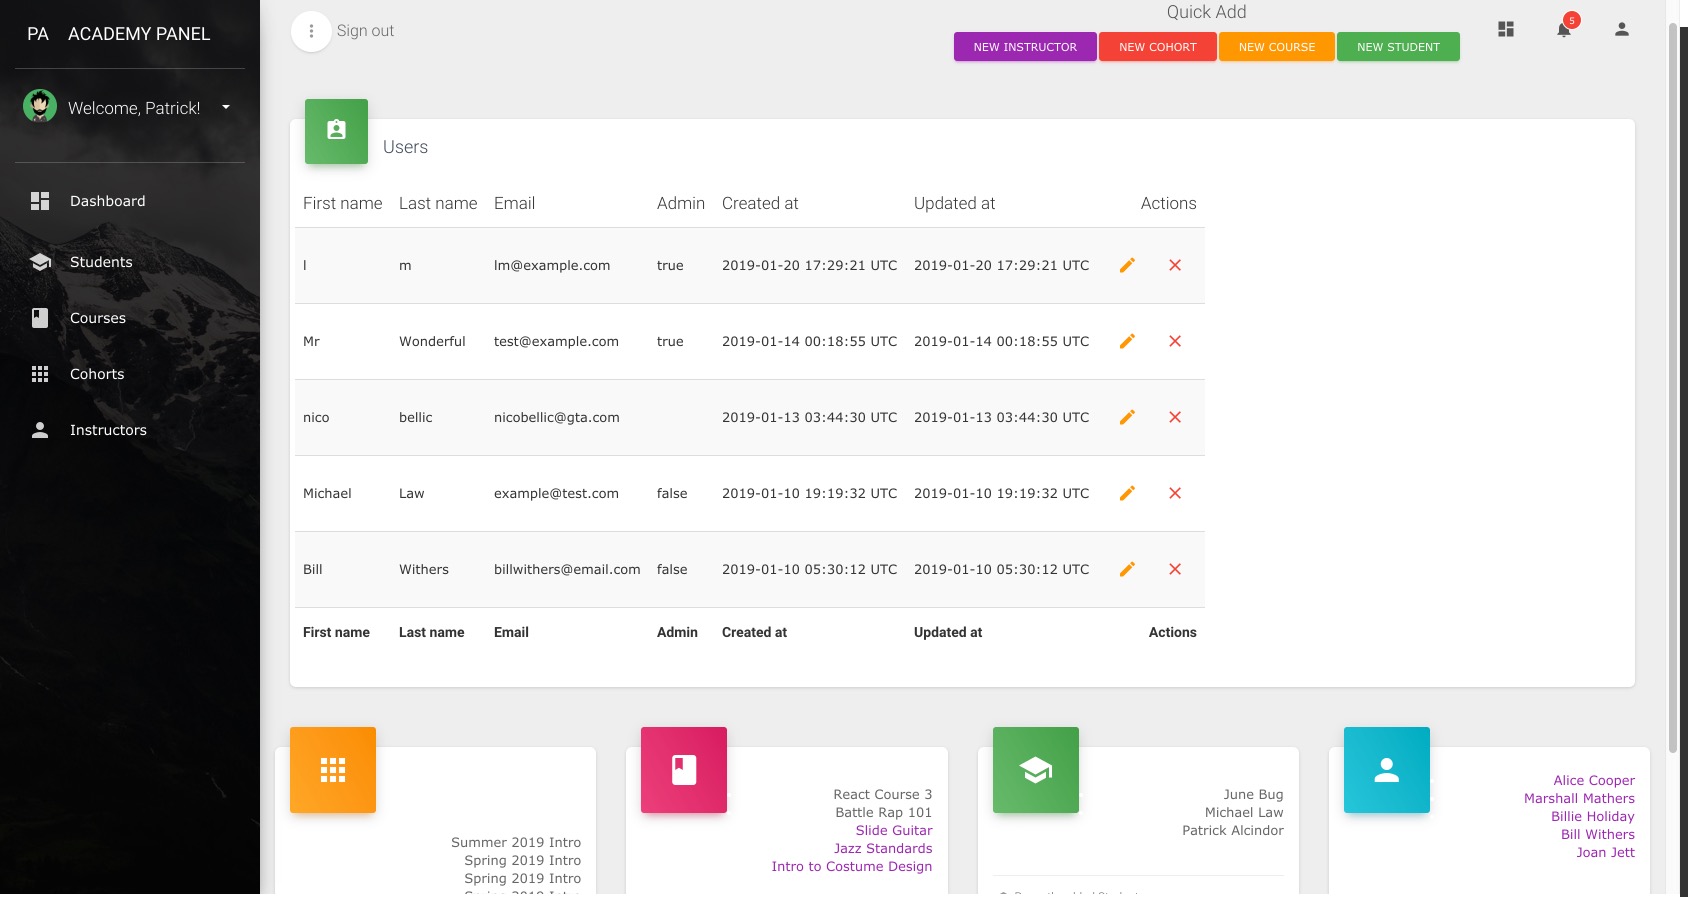 PA ACADEMY PANEL
Welcome, Patrick!
Dashboard
Students
Courses
Cohorts
Instructors
Sign out
Quick Add
NEW INSTRUCTOR NEW COHORT NEW COURSE NEW STUDENT
5
Users
First name Last name Email Admin Created at Updated at Actions
l m lm@example.com true 2019-01-20 17:29:21 UTC 2019-01-20 17:29:21 UTC
Mr Wonderful test@example.com true 2019-01-14 00:18:55 UTC 2019-01-14 00:18:55 UTC
nico bellic nicobellic@gta.com 2019-01-13 03:44:30 UTC 2019-01-13 03:44:30 UTC
Michael Law example@test.com false 2019-01-10 19:19:32 UTC 2019-01-10 19:19:32 UTC
Bill Withers billwithers@email.com false 2019-01-10 05:30:12 UTC 2019-01-10 05:30:12 UTC
First name Last name Email Admin Created at Updated at Actions
Summer 2019 Intro
Spring 2019 Intro
Spring 2019 Intro
React Course 3
Battle Rap 101
Slide Guitar
Jazz Standards
Intro to Costume Design
June Bug
Michael Law
Patrick Alcindor
Alice Cooper
Marshall Mathers
Billie Holiday
Bill Withers
Joan Jett